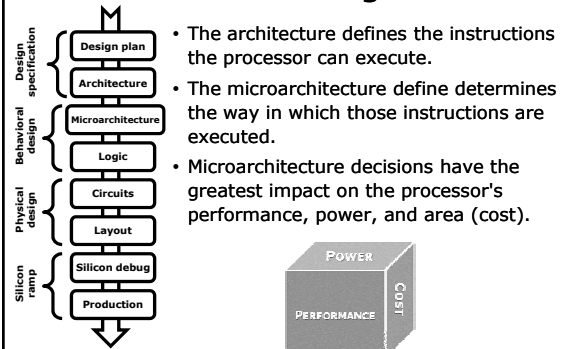 Design
specification
Design plan
Architecture
Behavioral
design
Microarchitecture
Logic
Physical
design
Circuits
Layout
Silicon
ramp
Silicon debug
Production
• The architecture defines the instructions
the processor can execute.
• The microarchitecture define determines
the way in which those instructions are
executed.
• Microarchitecture decisions have the
greatest impact on the processor's
performance, power, and area (cost).
POWER
PERFORMANCE
COST